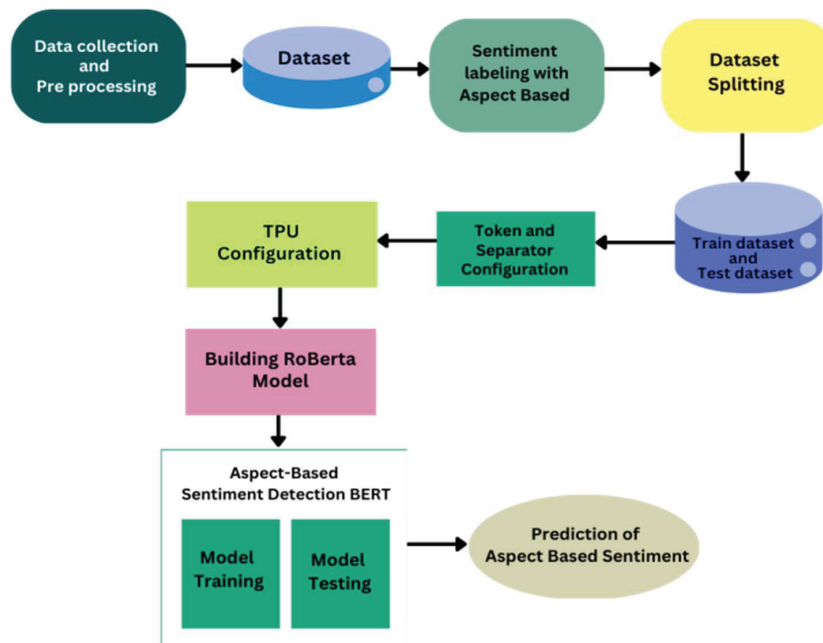 Data collection
and
Pre processing
Dataset
Sentiment
labeling with
Aspect Based
Dataset
Splitting
Train dataset
and
Test dataset
Token and
Separator
Configuration
TPU
Configuration
Building RoBerta
Model
Aspect-Based
Sentiment Detection BERT
Model
Training
Model
Testing
Prediction of
Aspect Based Sentiment